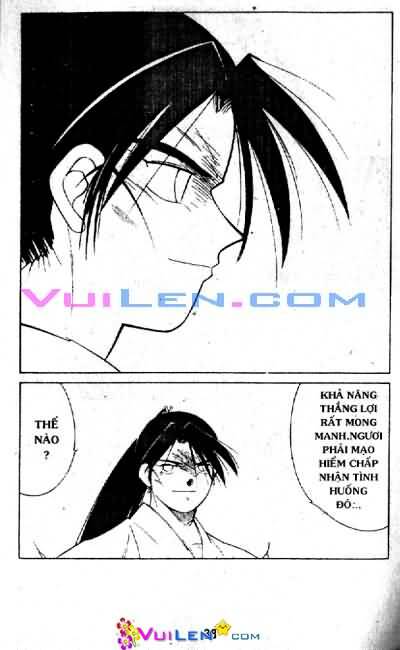 VuiLen.com
KHẢ NĂNG
THẮNG LỢI
RẤT MONG
MANH.NGƯƠI
PHẢI MẠO
HIỂM CHẤP
NHẬN TÌNH
HUỐNG
ĐÓ...
THẾ
NÀO
?
VuiLen